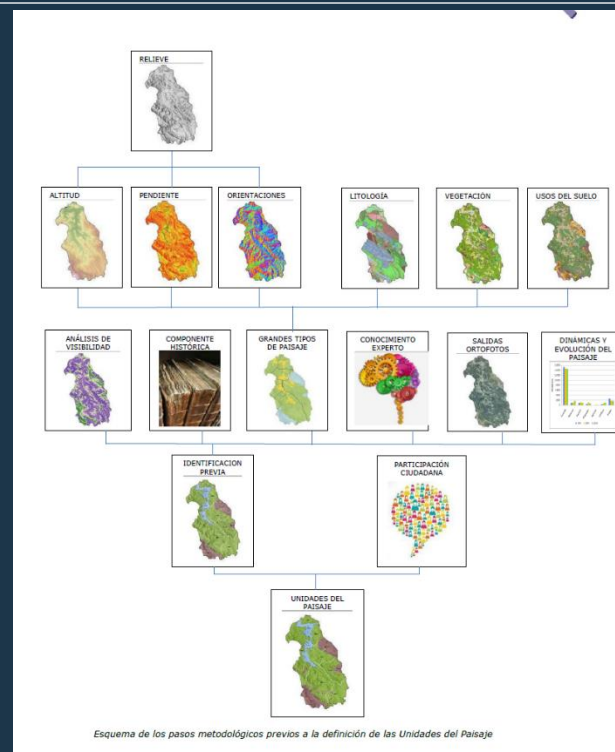 RELIEVE
ALTITUD
PENDIENTE
ORIENTACIONES
LITOLOGÍA
VEGETACIÓN
USOS DEL SUELO
ANÁLISIS DE
VISIBILIDAD
COMPONENTE
HISTÓRICA
GRANDES TIPOS
DE PAISAJE
CONOCIMIENTO
EXPERTO
SALIDAS
ORTOFOTOS
DINÁMICAS Y
EVOLUCIÓN DEL
PAISAJE
IDENTIFICACION
PREVIA
PARTICIPACIÓN
CIUDADANA
UNIDADES DEL
PAISAJE
Esquema de los pasos metodológicos previos a la definición de las Unidades del Paisaje